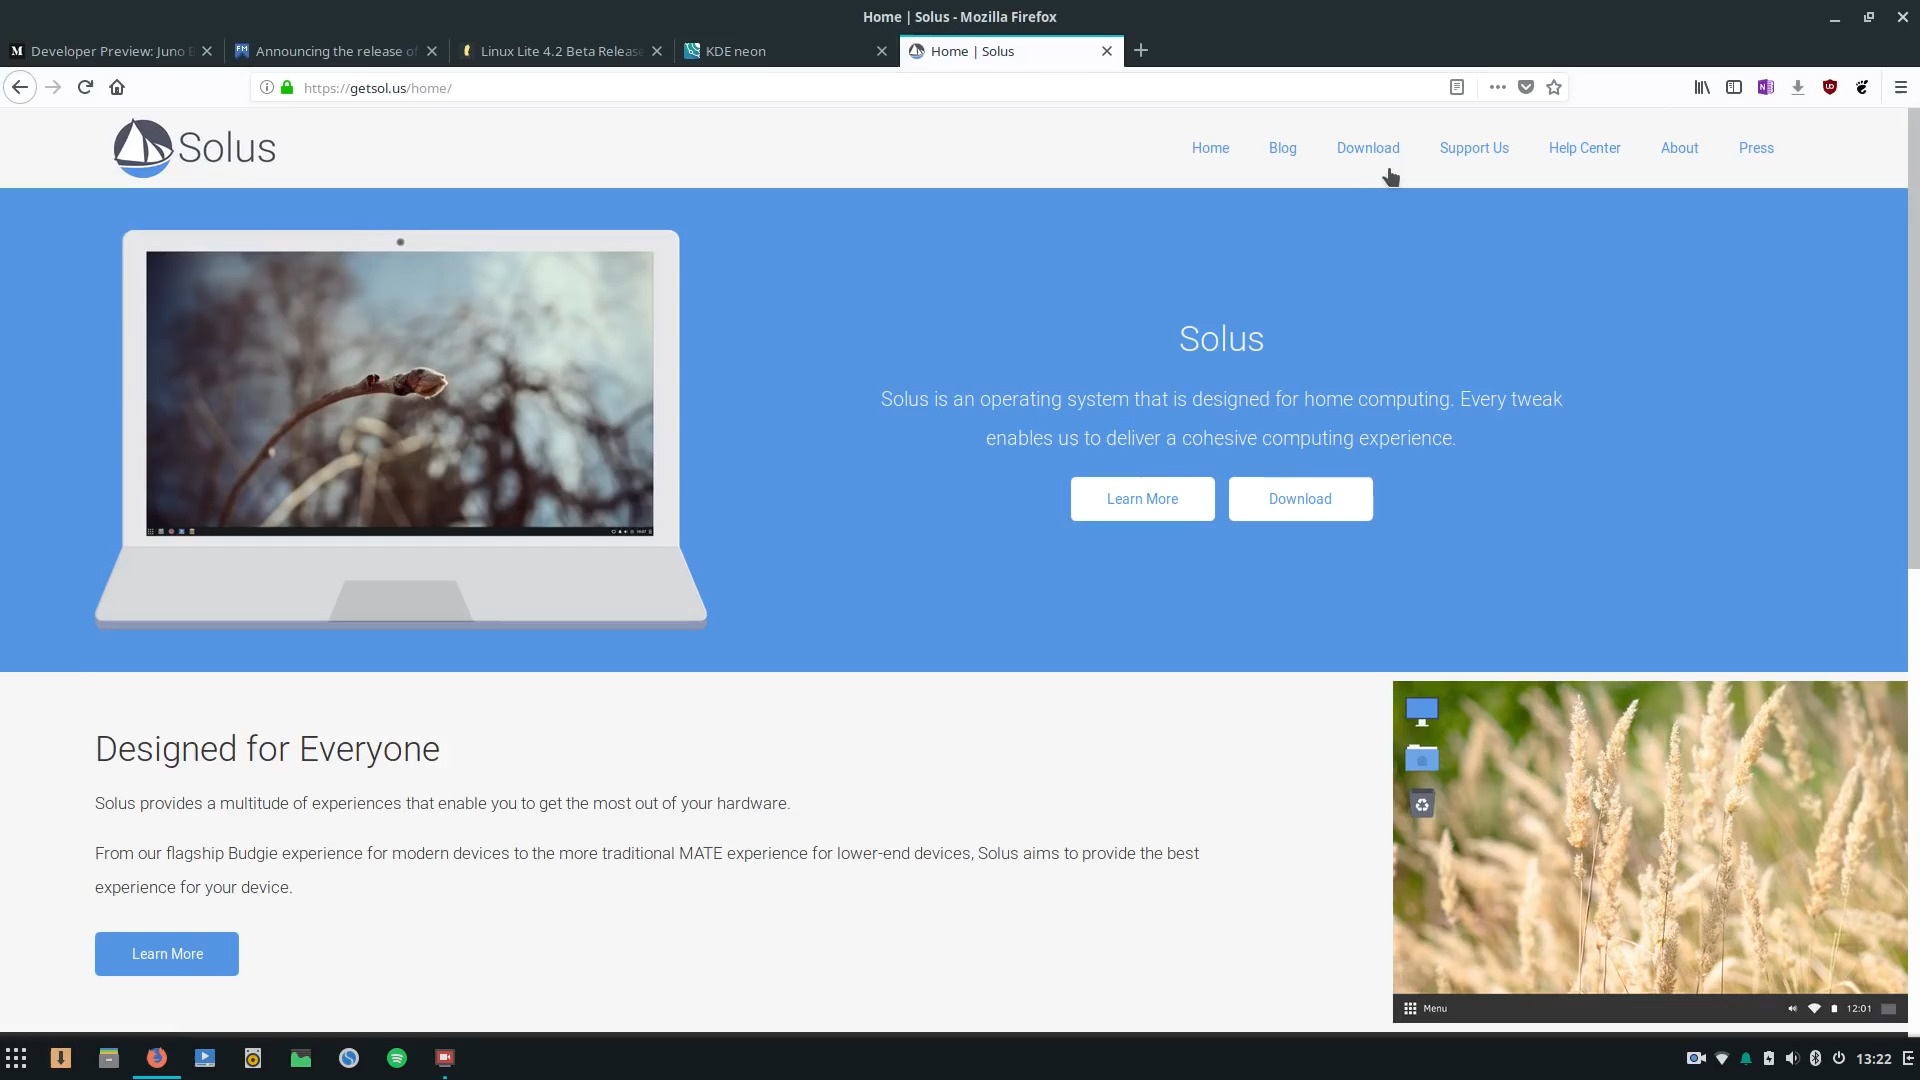 Home | Solus - Mozilla Firefox
Developer Preview: Juno
Announcing the release of
Linux Lite 4.2 Beta Release
KDE neon
Home | Solus
https://getsol.us/home/
Solus
Home
Blog
Download
Support Us
Help Center
About
Press
Solus
Solus is an operating system that is designed for home computing. Every tweak
enables us to deliver a cohesive computing experience.
Learn More
Download
Designed for Everyone
Solus provides a multitude of experiences that enable you to get the most out of your hardware.
From our flagship Budgie experience for modern devices to the more traditional MATE experience for lower-end devices, Solus aims to provide the best
experience for your device.
Learn More
Menu
12:01
13:22